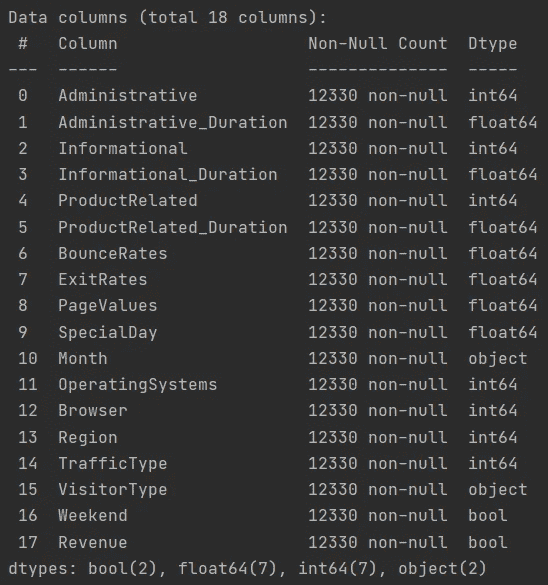 Data columns (total 18 columns):
 #   Column                   Non-Null Count  Dtype
---  ------                   --------------  -----
 0   Administrative           12330 non-null  int64
 1   Administrative_Duration  12330 non-null  float64
 2   Informational            12330 non-null  int64
 3   Informational_Duration   12330 non-null  float64
 4   ProductRelated           12330 non-null  int64
 5   ProductRelated_Duration  12330 non-null  float64
 6   BounceRates              12330 non-null  float64
 7   ExitRates                12330 non-null  float64
 8   PageValues               12330 non-null  float64
 9   SpecialDay               12330 non-null  float64
 10  Month                    12330 non-null  object
 11  OperatingSystems         12330 non-null  int64
 12  Browser                  12330 non-null  int64
 13  Region                   12330 non-null  int64
 14  TrafficType              12330 non-null  int64
 15  VisitorType              12330 non-null  object
 16  Weekend                  12330 non-null  bool
 17  Revenue                  12330 non-null  bool
dtypes: bool(2), float64(7), int64(7), object(2)